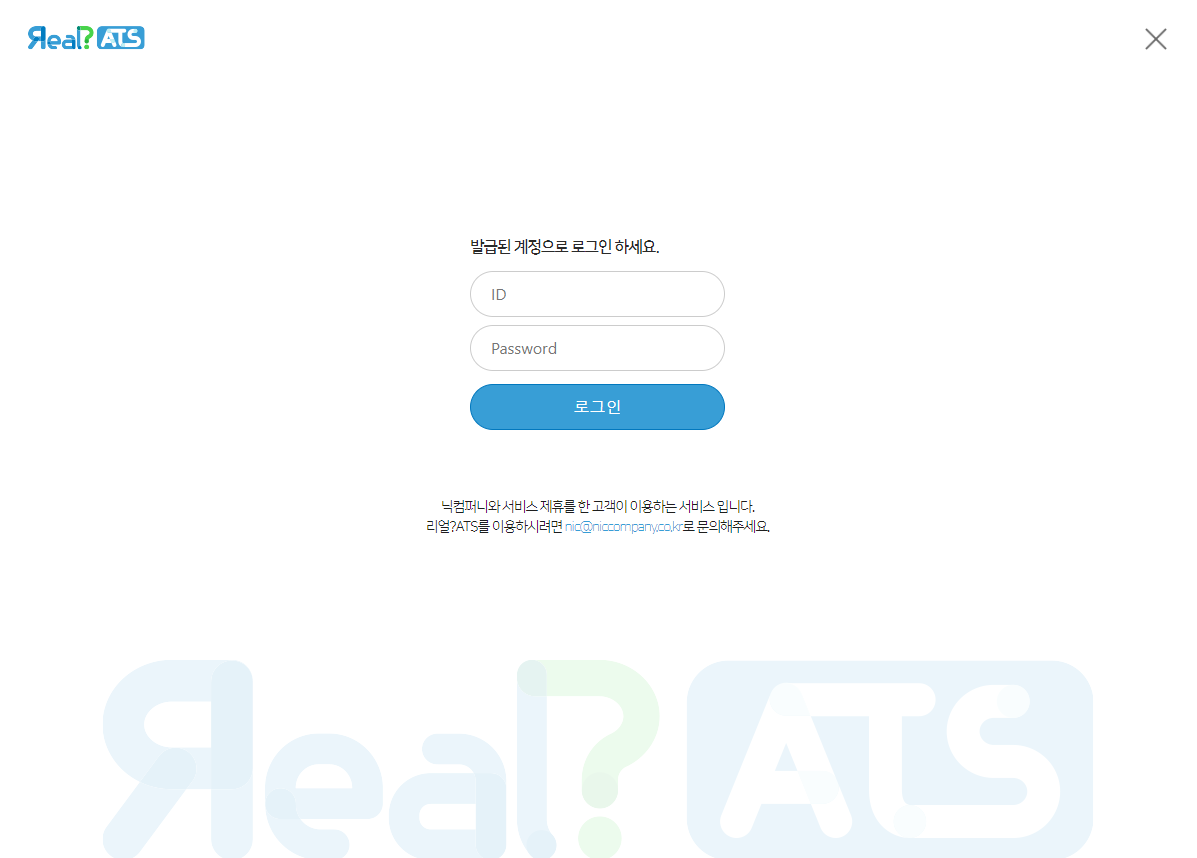 Real? ATS
발급된 계정으로 로그인 하세요.
ID
Password
로그인
닉컴퍼니와 서비스 제휴를 한 고객이 이용하는 서비스 입니다.
리얼?ATS를 이용하시려면 nic@niccompany.co.kr로 문의해주세요.
Real? ATS